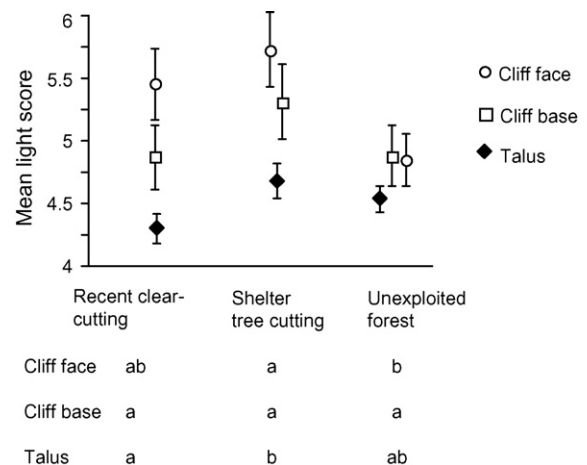 6
5.5
5
4.5
4
Mean light score
Cliff face
Cliff base
Talus
Recent clear-
cutting
Shelter
tree cutting
Unexploited
forest
Cliff face ab a b
Cliff base a a a
Talus a b ab